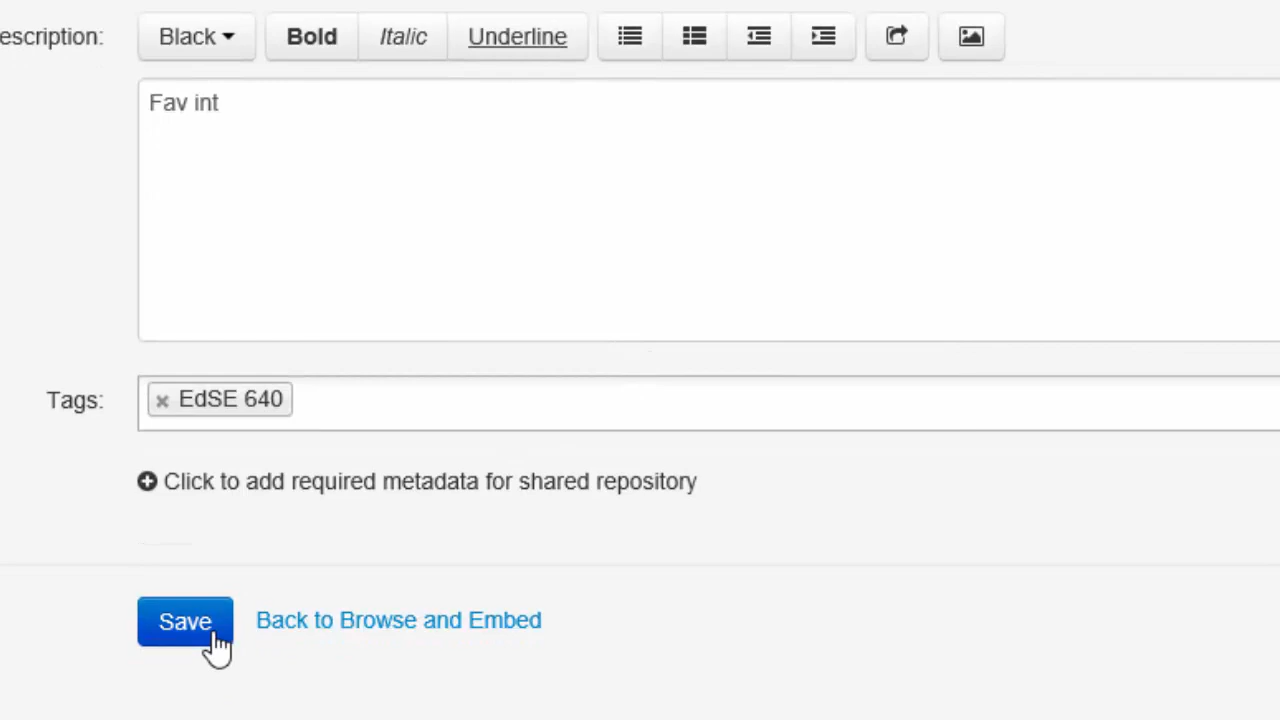 escription: Black Bold Italic Underline
Fav int
Tags: EdSE 640
Click to add required metadata for shared repository
Save Back to Browse and Embed